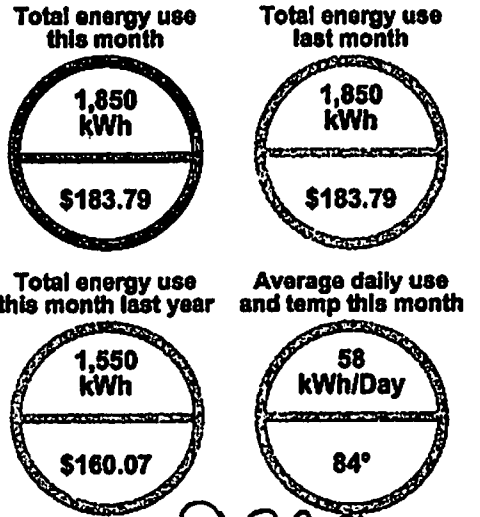 Total energy use
this month
1,850
kWh
$183.79
Total energy use
last month
1,850
kWh
$183.79
Total energy use
this month last year
1,550
kWh
$160.07
Average daily use
and temp this month
58
kWh/Day
84°